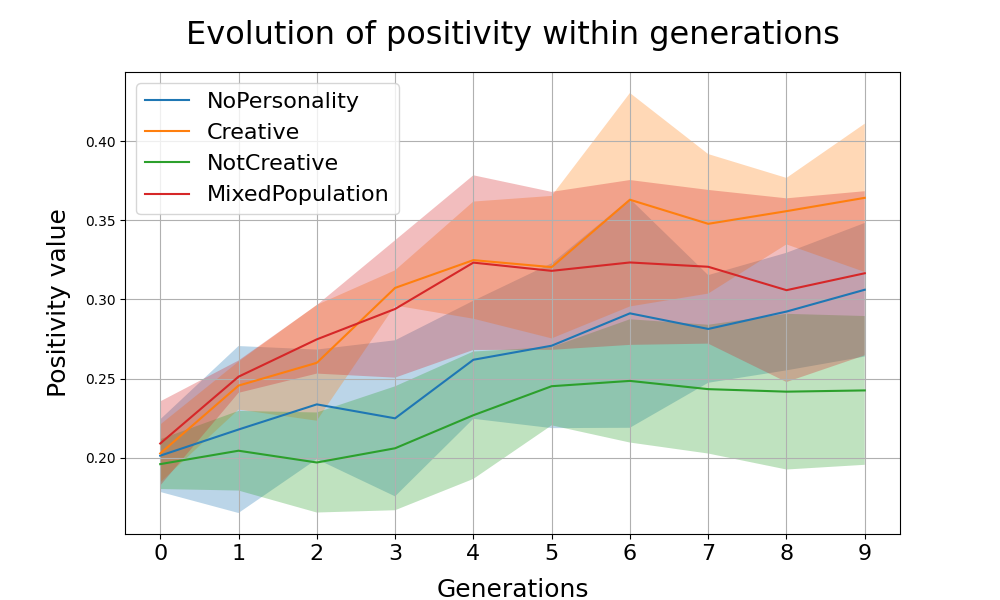 Evolution of positivity within generations
NoPersonality
Creative
NotCreative
MixedPopulation
Positivity value
0.40
0.35
0.30
0.25
0.20
0 1 2 3 4 5 6 7 8 9
Generations